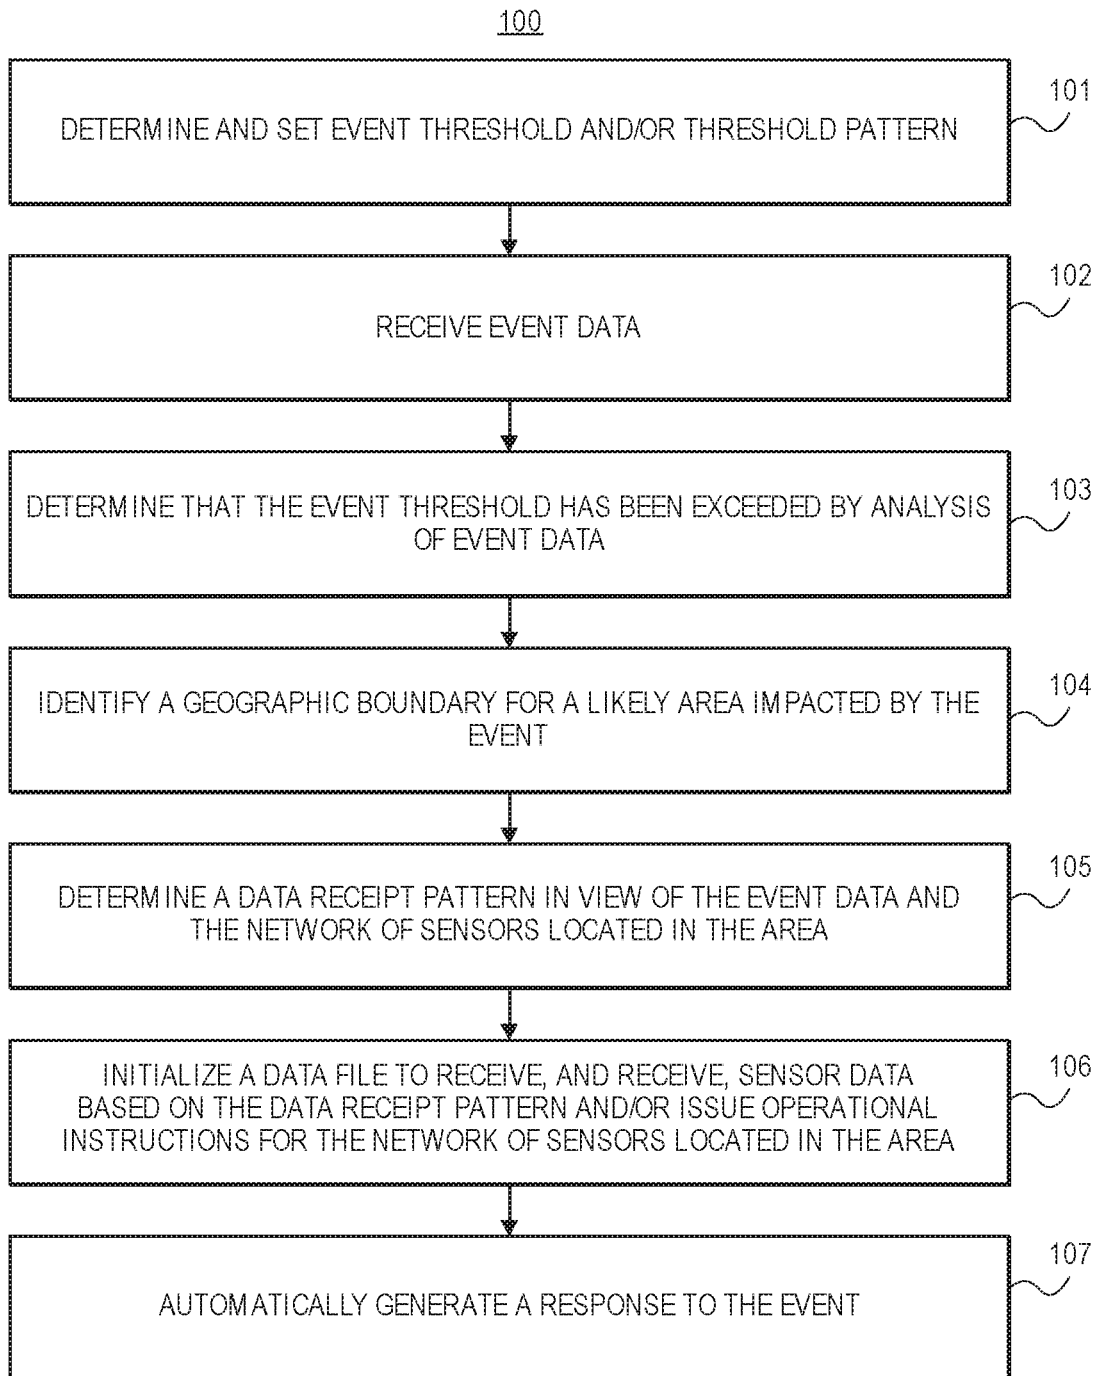 100
101
DETERMINE AND SET EVENT THRESHOLD AND/OR THRESHOLD PATTERN
102
RECEIVE EVENT DATA
103
DETERMINE THAT THE EVENT THRESHOLD HAS BEEN EXCEEDED BY ANALYSIS
OF EVENT DATA
104
IDENTIFY A GEOGRAPHIC BOUNDARY FOR A LIKELY AREA IMPACTED BY THE
EVENT
105
DETERMINE A DATA RECEIPT PATTERN IN VIEW OF THE EVENT DATA AND
THE NETWORK OF SENSORS LOCATED IN THE AREA
106
INITIALIZE A DATA FILE TO RECEIVE, AND RECEIVE, SENSOR DATA
BASED ON THE DATA RECEIPT PATTERN AND/OR ISSUE OPERATIONAL
INSTRUCTIONS FOR THE NETWORK OF SENSORS LOCATED IN THE AREA
107
AUTOMATICALLY GENERATE A RESPONSE TO THE EVENT